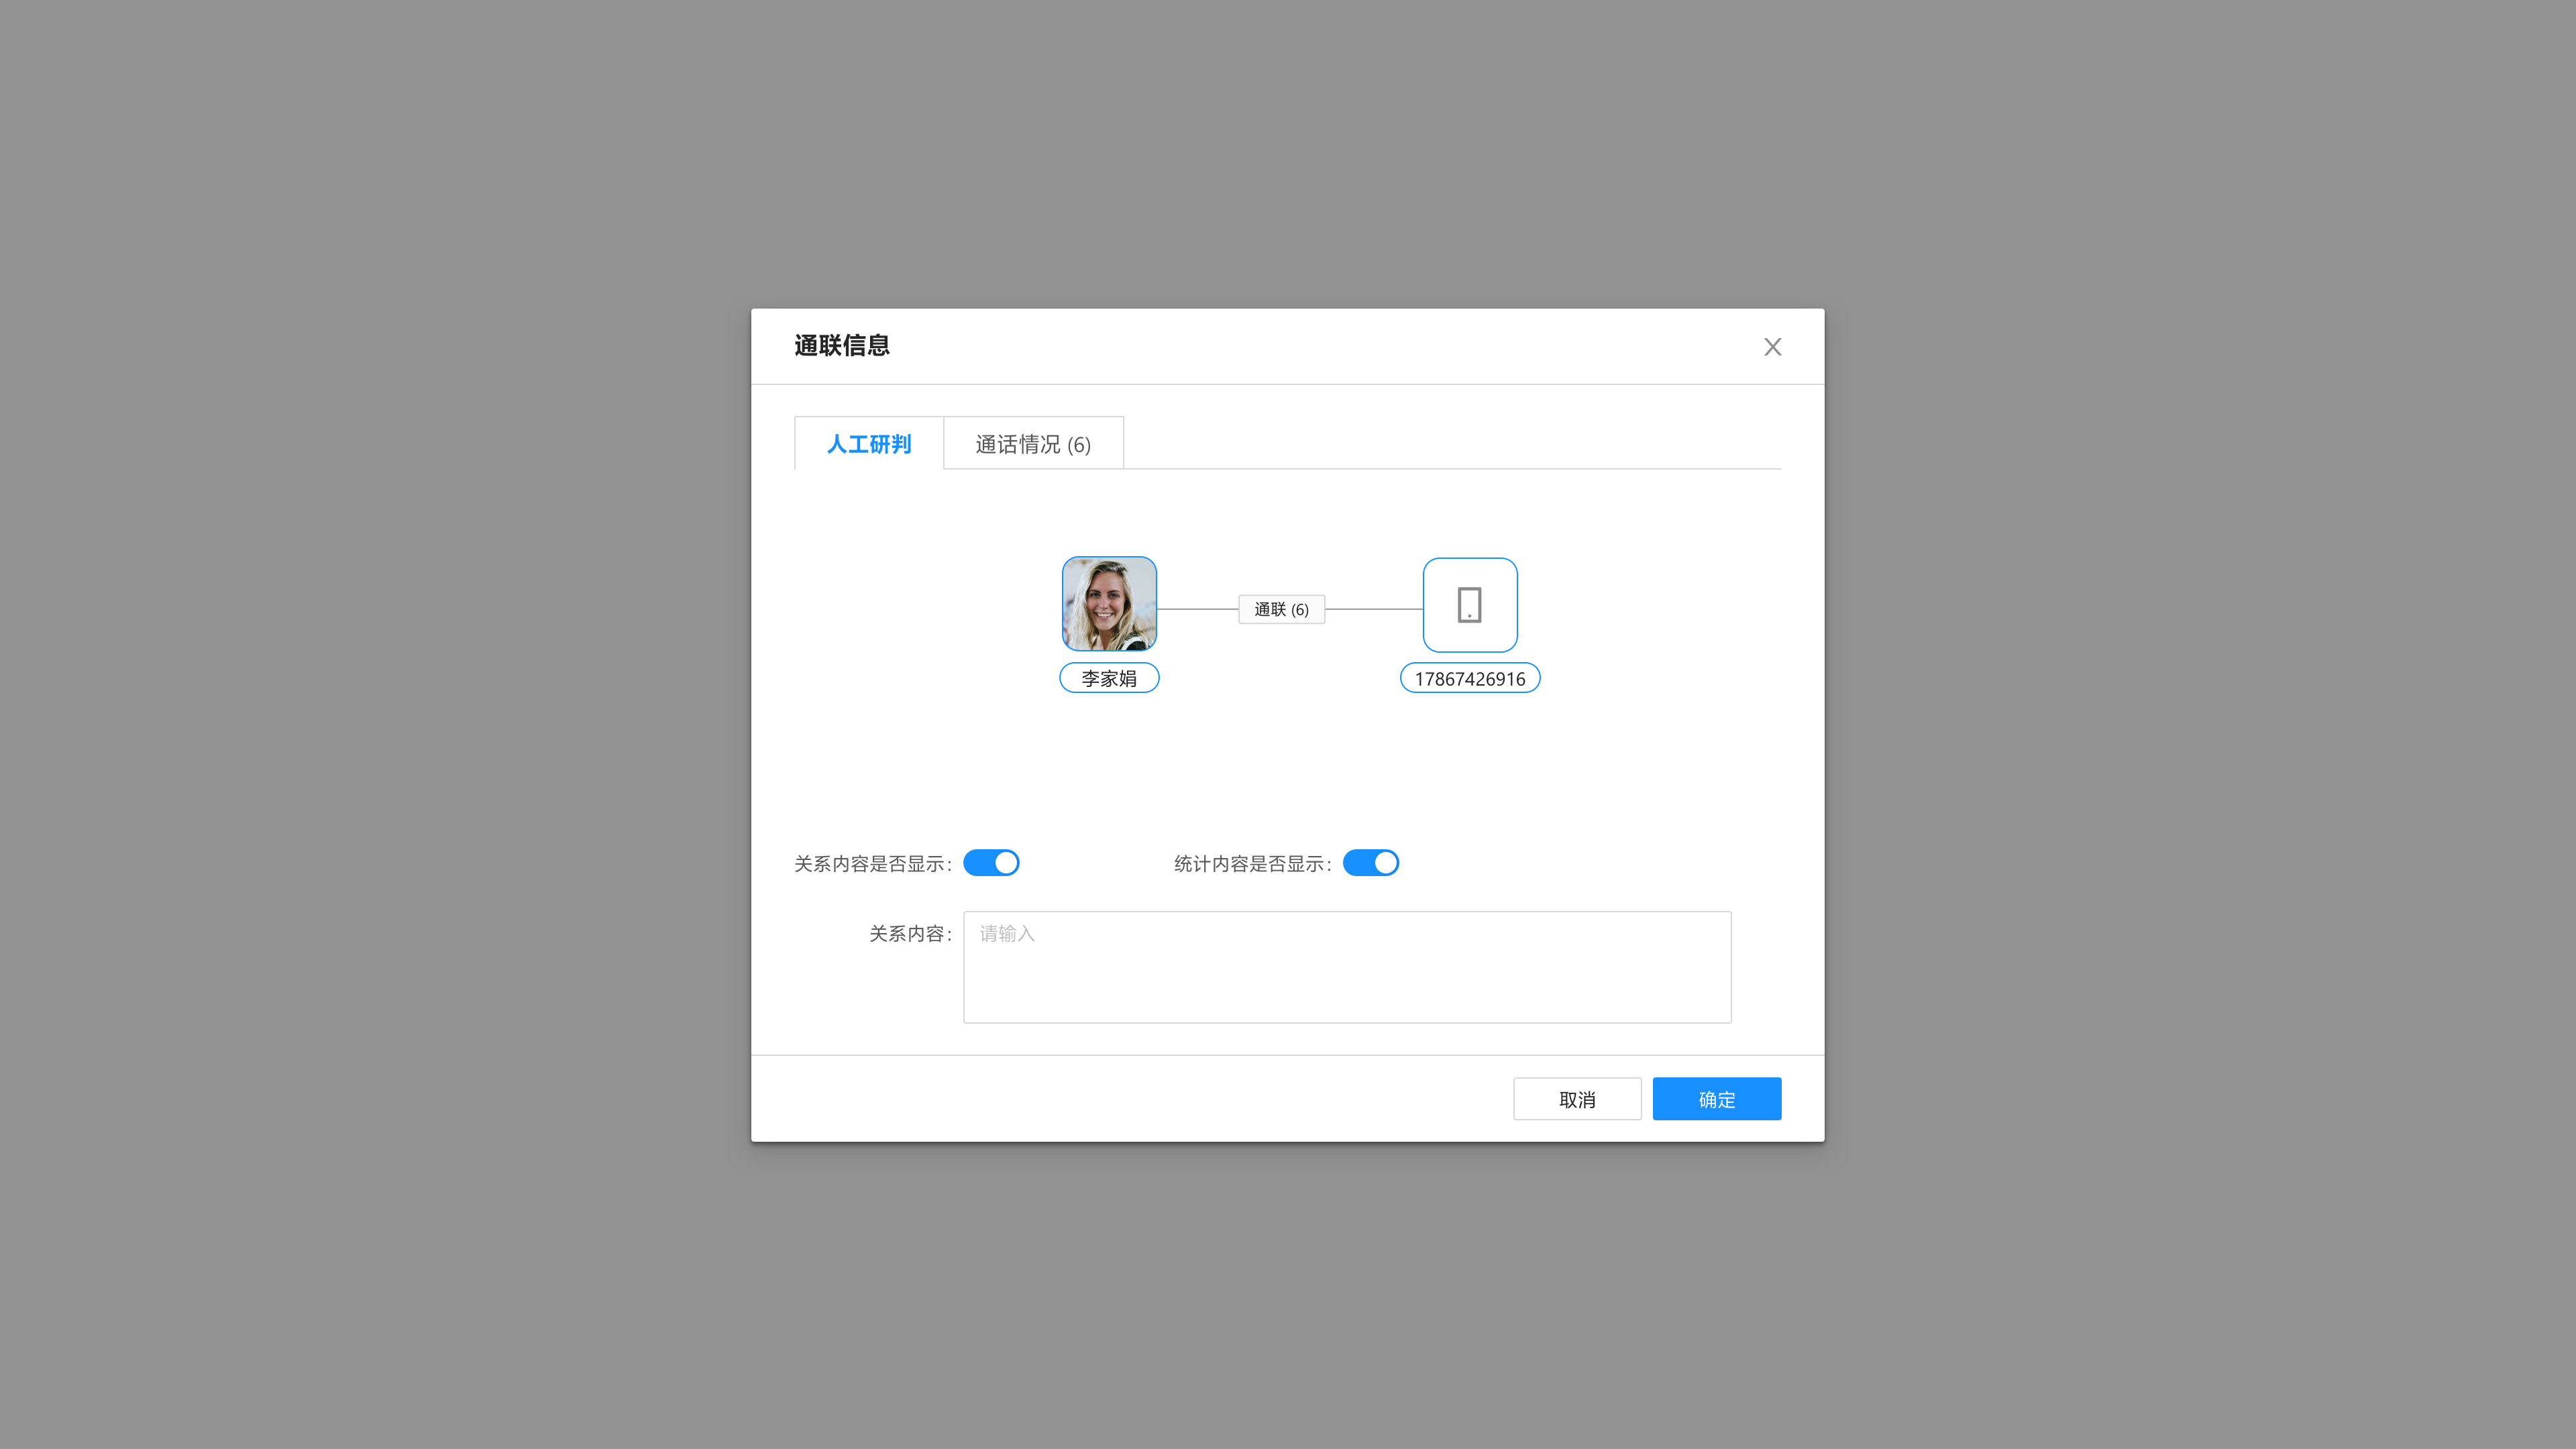 通联信息
人工研判
通话情况 (6)
通联 (6)
李家娟
17867426916
关系内容是否显示:
统计内容是否显示:
关系内容:
请输入
取消
确定